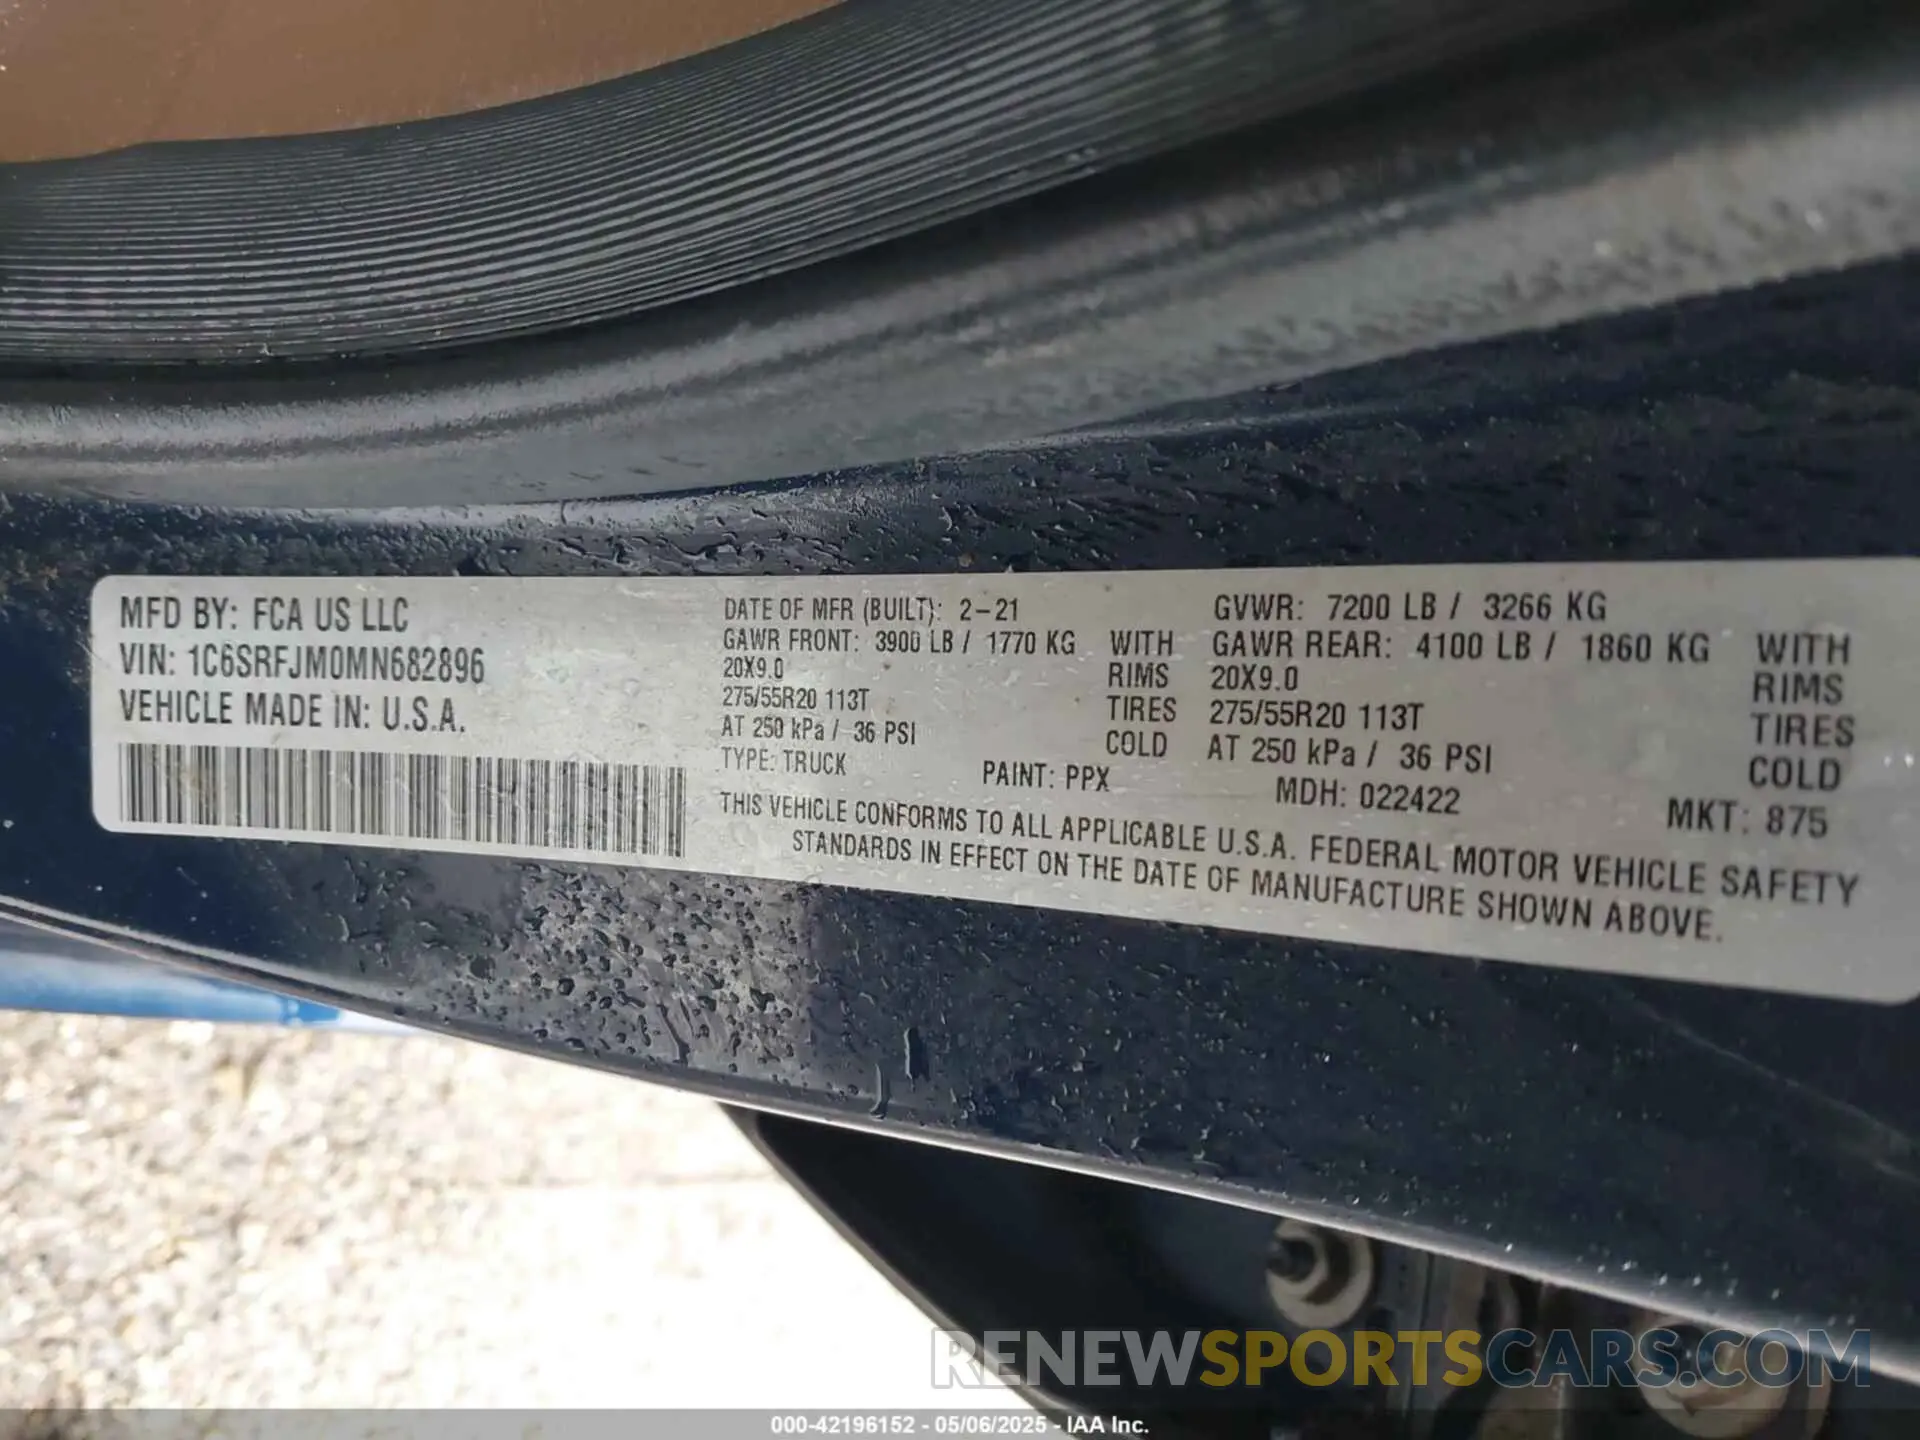 MFD BY: FCA US LLC
VIN: 1C6SRFJM0MN682896
VEHICLE MADE IN: U.S.A.
DATE OF MFR (BUILT): 2-21 GVWR: 7200 LB / 3266 KG
GAWR FRONT: 3900 LB / 1770 KG WITH GAWR REAR: 4100 LB / 1860 KG WITH
20X9.0 RIMS 20X9.0 RIMS
275/55R20 113T TIRES 275/55R20 113T TIRES
AT 250 kPa / 36 PSI COLD AT 250 kPa / 36 PSI COLD
TYPE: TRUCK PAINT: PPX MDH: 022422 MKT: 875
THIS VEHICLE CONFORMS TO ALL APPLICABLE U.S.A. FEDERAL MOTOR VEHICLE SAFETY
STANDARDS IN EFFECT ON THE DATE OF MANUFACTURE SHOWN ABOVE.
RENEWSPORTSCARS.COM
000-42196152 - 05/06/2025 - IAA Inc.